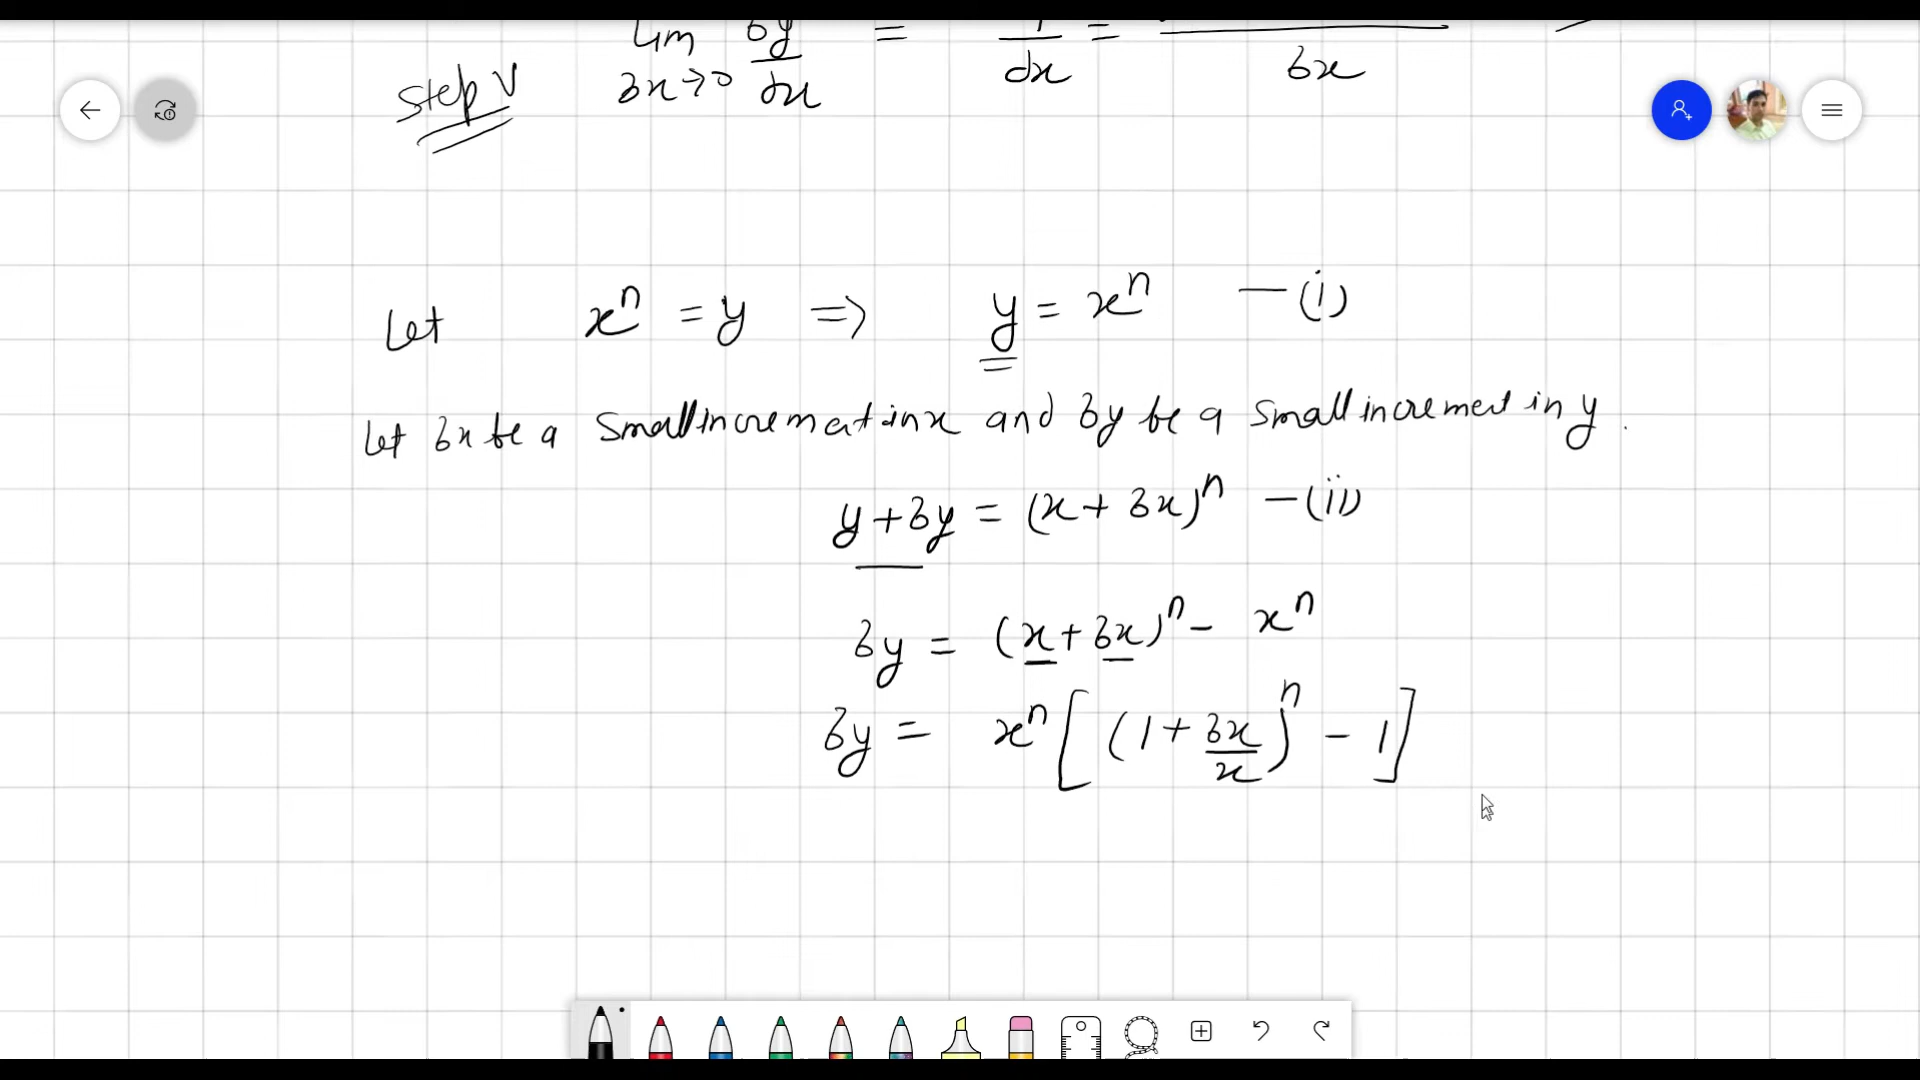 Step V lim δx→0 δy/δx = /dx = /δx
Let xⁿ = y ⇒ y = xⁿ —(i)
Let δx be a small increment in x and δy be a small increment in y.
y + δy = (x + δx)ⁿ —(ii)
δy = (x + δx)ⁿ - xⁿ
δy = xⁿ [(1 + δx/x)ⁿ - 1]